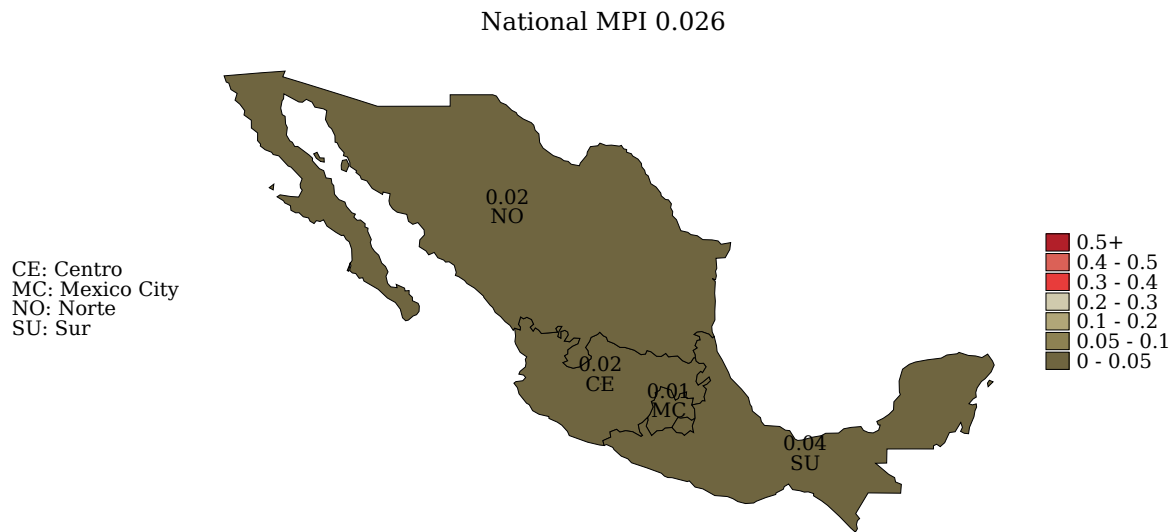 National MPI 0.026
0.02
NO
CE: Centro
MC: Mexico City
NO: Norte
SU: Sur
0.02
CE
0.01
MC
0.04
SU
0.5+
0.4 - 0.5
0.3 - 0.4
0.2 - 0.3
0.1 - 0.2
0.05 - 0.1
0 - 0.05